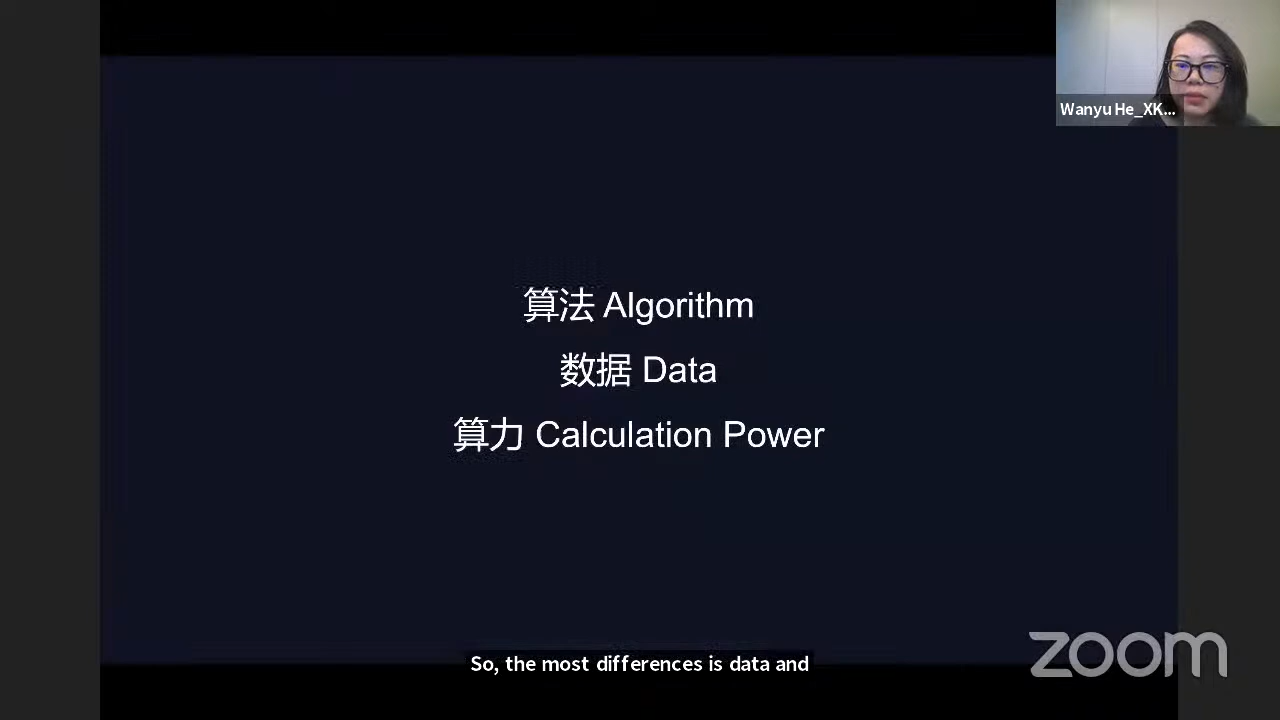 Wanyu He_XK...
算法 Algorithm
数据 Data
算力 Calculation Power
So, the most differences is data and
zoom